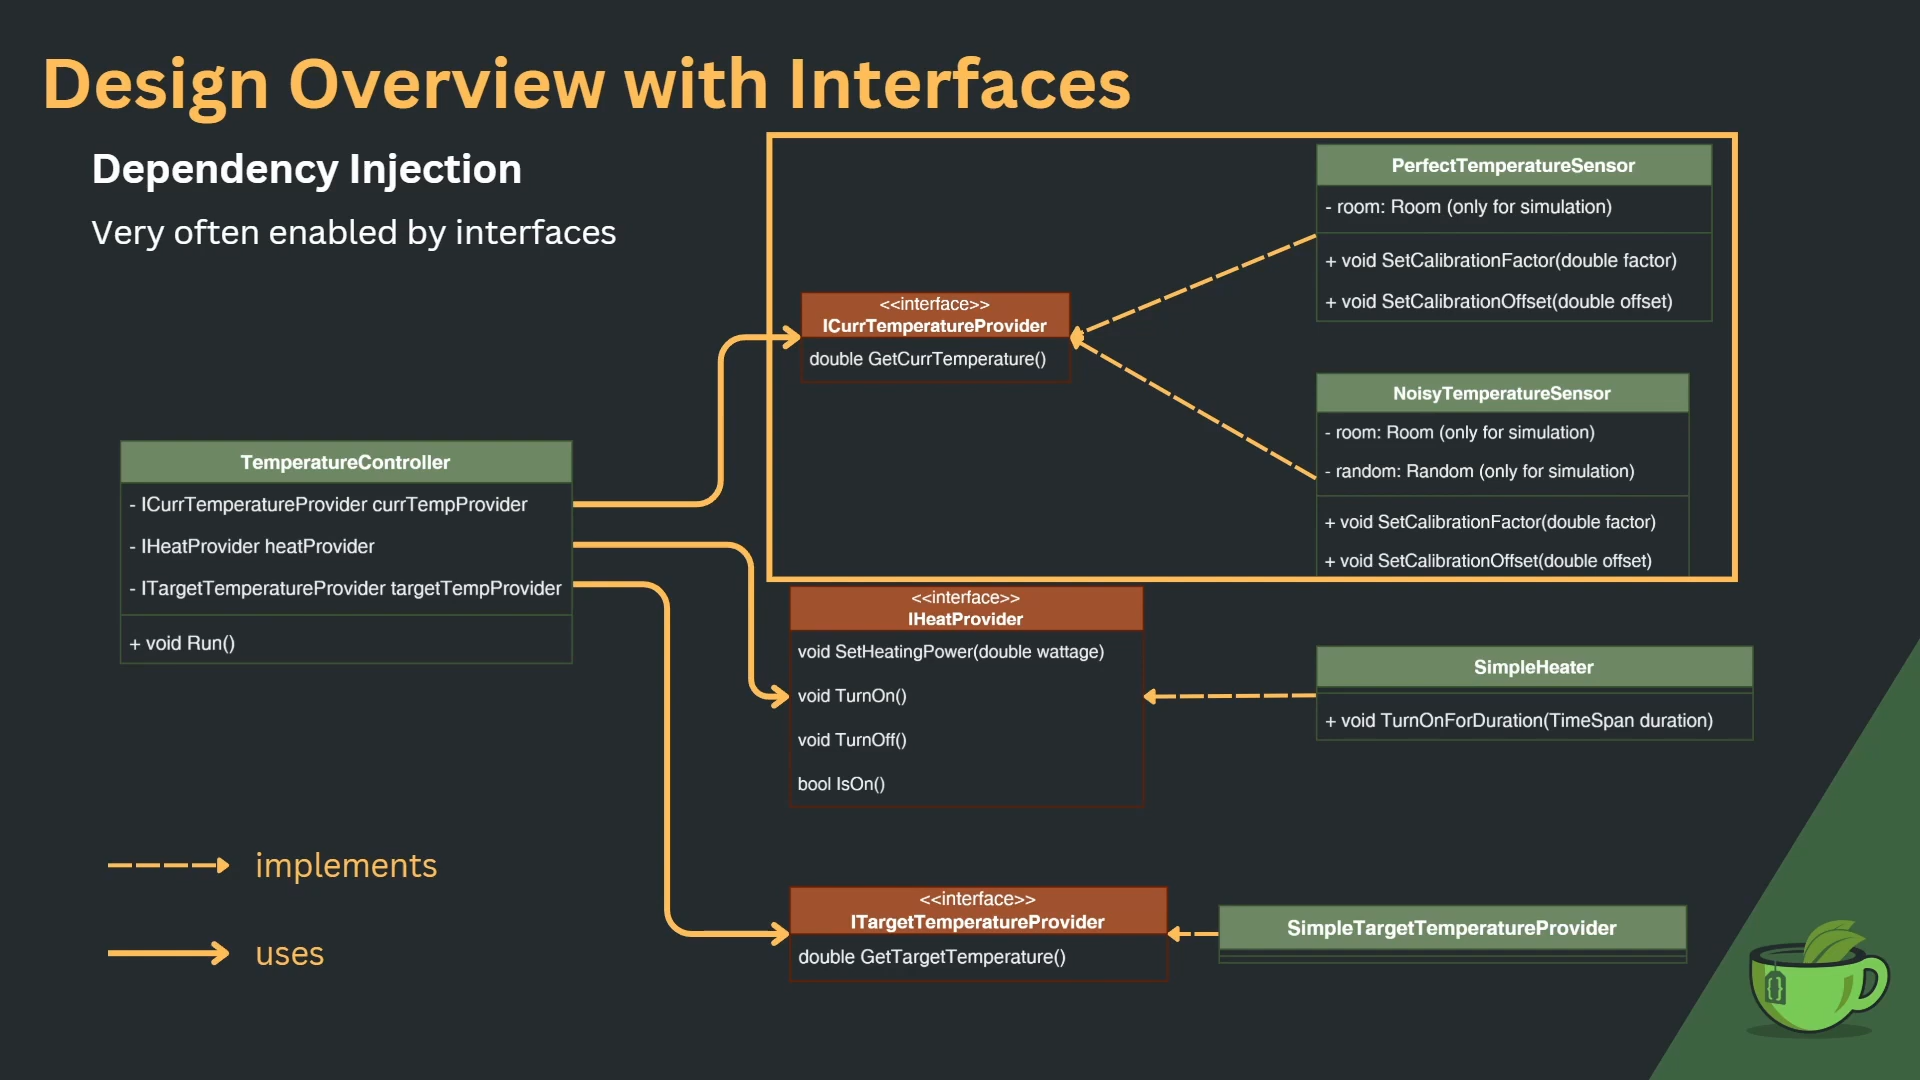 Design Overview with Interfaces
Dependency Injection
Very often enabled by interfaces
PerfectTemperatureSensor
- room: Room (only for simulation)
+ void SetCalibrationFactor(double factor)
+ void SetCalibrationOffset(double offset)
<<interface>>
ICurrTemperatureProvider
double GetCurrTemperature()
NoisyTemperatureSensor
- room: Room (only for simulation)
- random: Random (only for simulation)
+ void SetCalibrationFactor(double factor)
+ void SetCalibrationOffset(double offset)
TemperatureController
- ICurrTemperatureProvider currTempProvider
- IHeatProvider heatProvider
- ITargetTemperatureProvider targetTempProvider
+ void Run()
<<interface>>
IHeatProvider
void SetHeatingPower(double wattage)
void TurnOn()
void TurnOff()
bool IsOn()
SimpleHeater
+ void TurnOnForDuration(TimeSpan duration)
implements
uses
<<interface>>
ITargetTemperatureProvider
double GetTargetTemperature()
SimpleTargetTemperatureProvider
{}